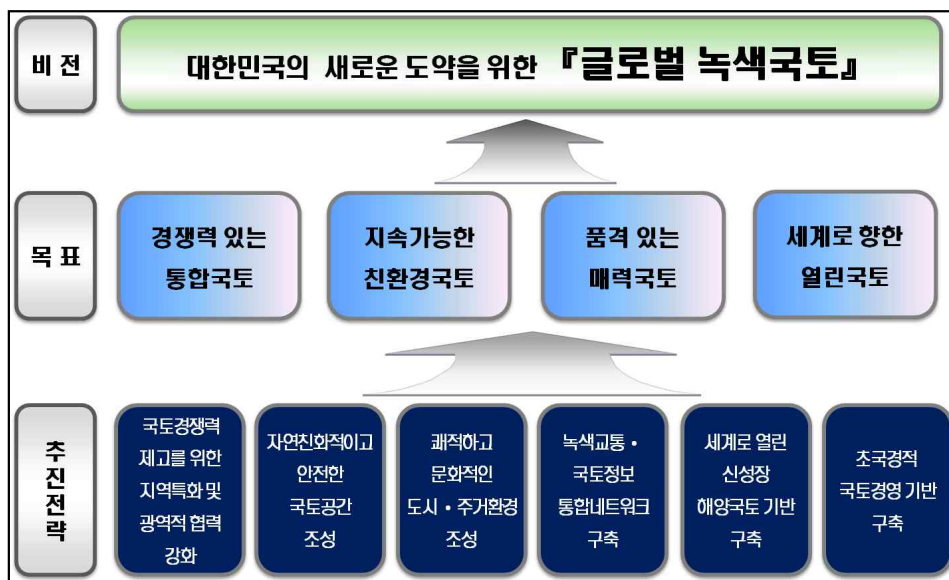 비 전
대한민국의 새로운 도약을 위한 『글로벌 녹색국토』
목 표
경쟁력 있는
통합국토
지속가능한
친환경국토
품격 있는
매력국토
세계로 향한
열린국토
추진전략
국토경쟁력
제고를 위한
지역특화 및
광역적 협력
강화
자연친화적이고
안전한
국토공간
조성
쾌적하고
문화적인
도시·주거환경
조성
녹색교통·
국토정보
통합네트워크
구축
세계로 열린
신성장
해양국토 기반
구축
초국경적
국토경영 기반
구축